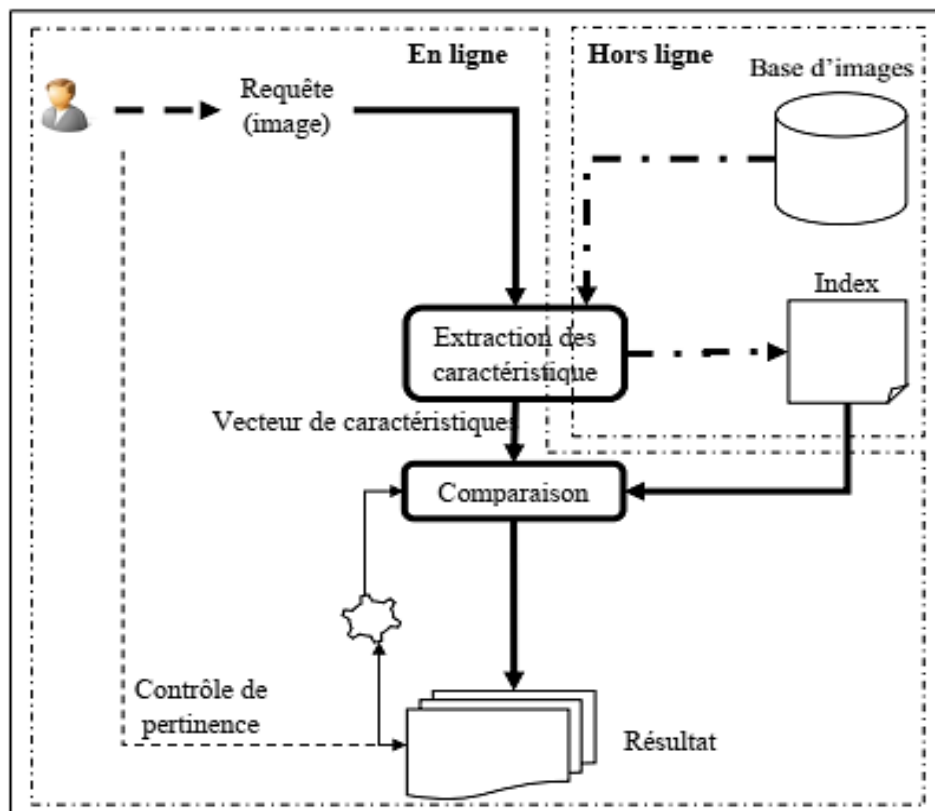 En ligne
Hors ligne
Base d'images
Requête
(image)
Index
Extraction des
caractéristique
Vecteur de caractéristiques
Comparaison
Contrôle de
pertinence
Résultat